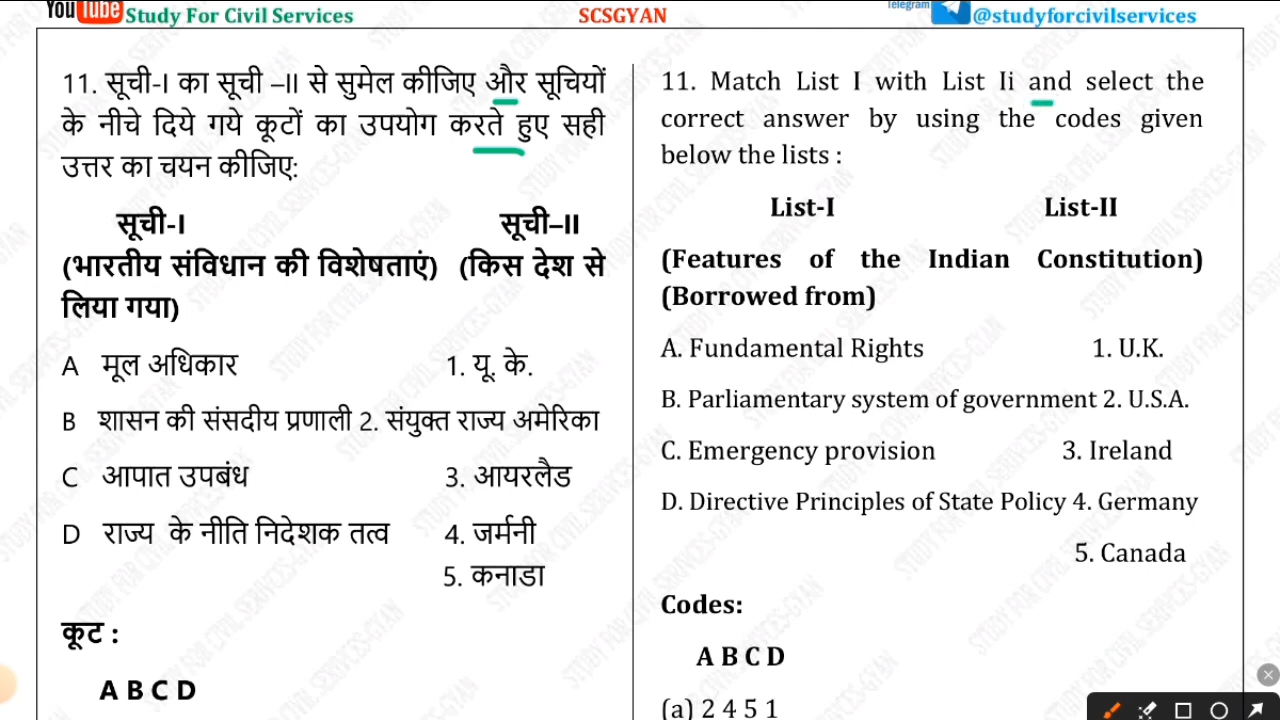 You Tube Study For Civil Services
SCSGYAN
Telegram @studyforcivilservices
11. सूची-I का सूची –II से सुमेल कीजिए और सूचियों
के नीचे दिये गये कूटों का उपयोग करते हुए सही
उत्तर का चयन कीजिए:
सूची-I सूची–II
(भारतीय संविधान की विशेषताएं) (किस देश से
लिया गया)
A मूल अधिकार 1. यू. के.
B शासन की संसदीय प्रणाली 2. संयुक्त राज्य अमेरिका
C आपात उपबंध 3. आयरलैड
D राज्य के नीति निदेशक तत्व 4. जर्मनी
5. कनाडा
कूट :
A B C D
11. Match List I with List Ii and select the
correct answer by using the codes given
below the lists :
List-I List-II
(Features of the Indian Constitution)
(Borrowed from)
A. Fundamental Rights 1. U.K.
B. Parliamentary system of government 2. U.S.A.
C. Emergency provision 3. Ireland
D. Directive Principles of State Policy 4. Germany
5. Canada
Codes:
A B C D
(a) 2 4 5 1